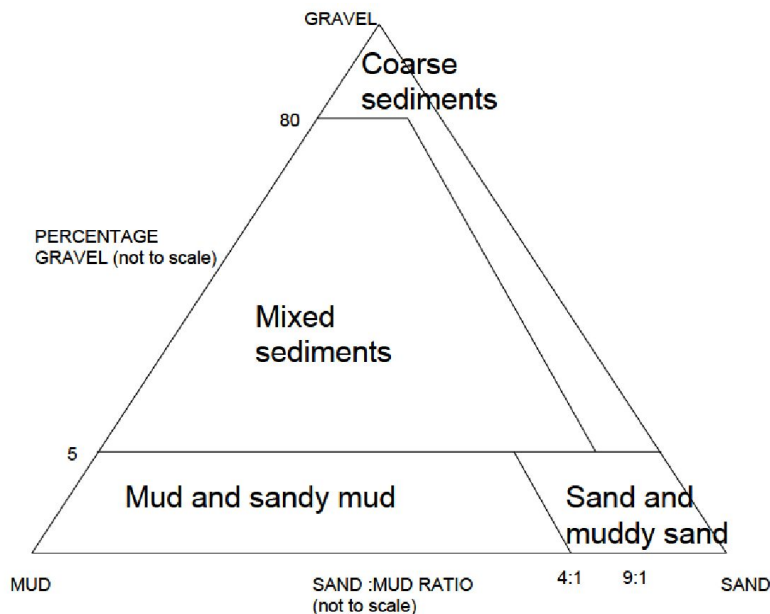 GRAVEL
Coarse
sediments
80
PERCENTAGE
GRAVEL (not to scale)
Mixed
sediments
5
Mud and sandy mud
Sand and
muddy sand
MUD
SAND :MUD RATIO
(not to scale)
4:1
9:1
SAND